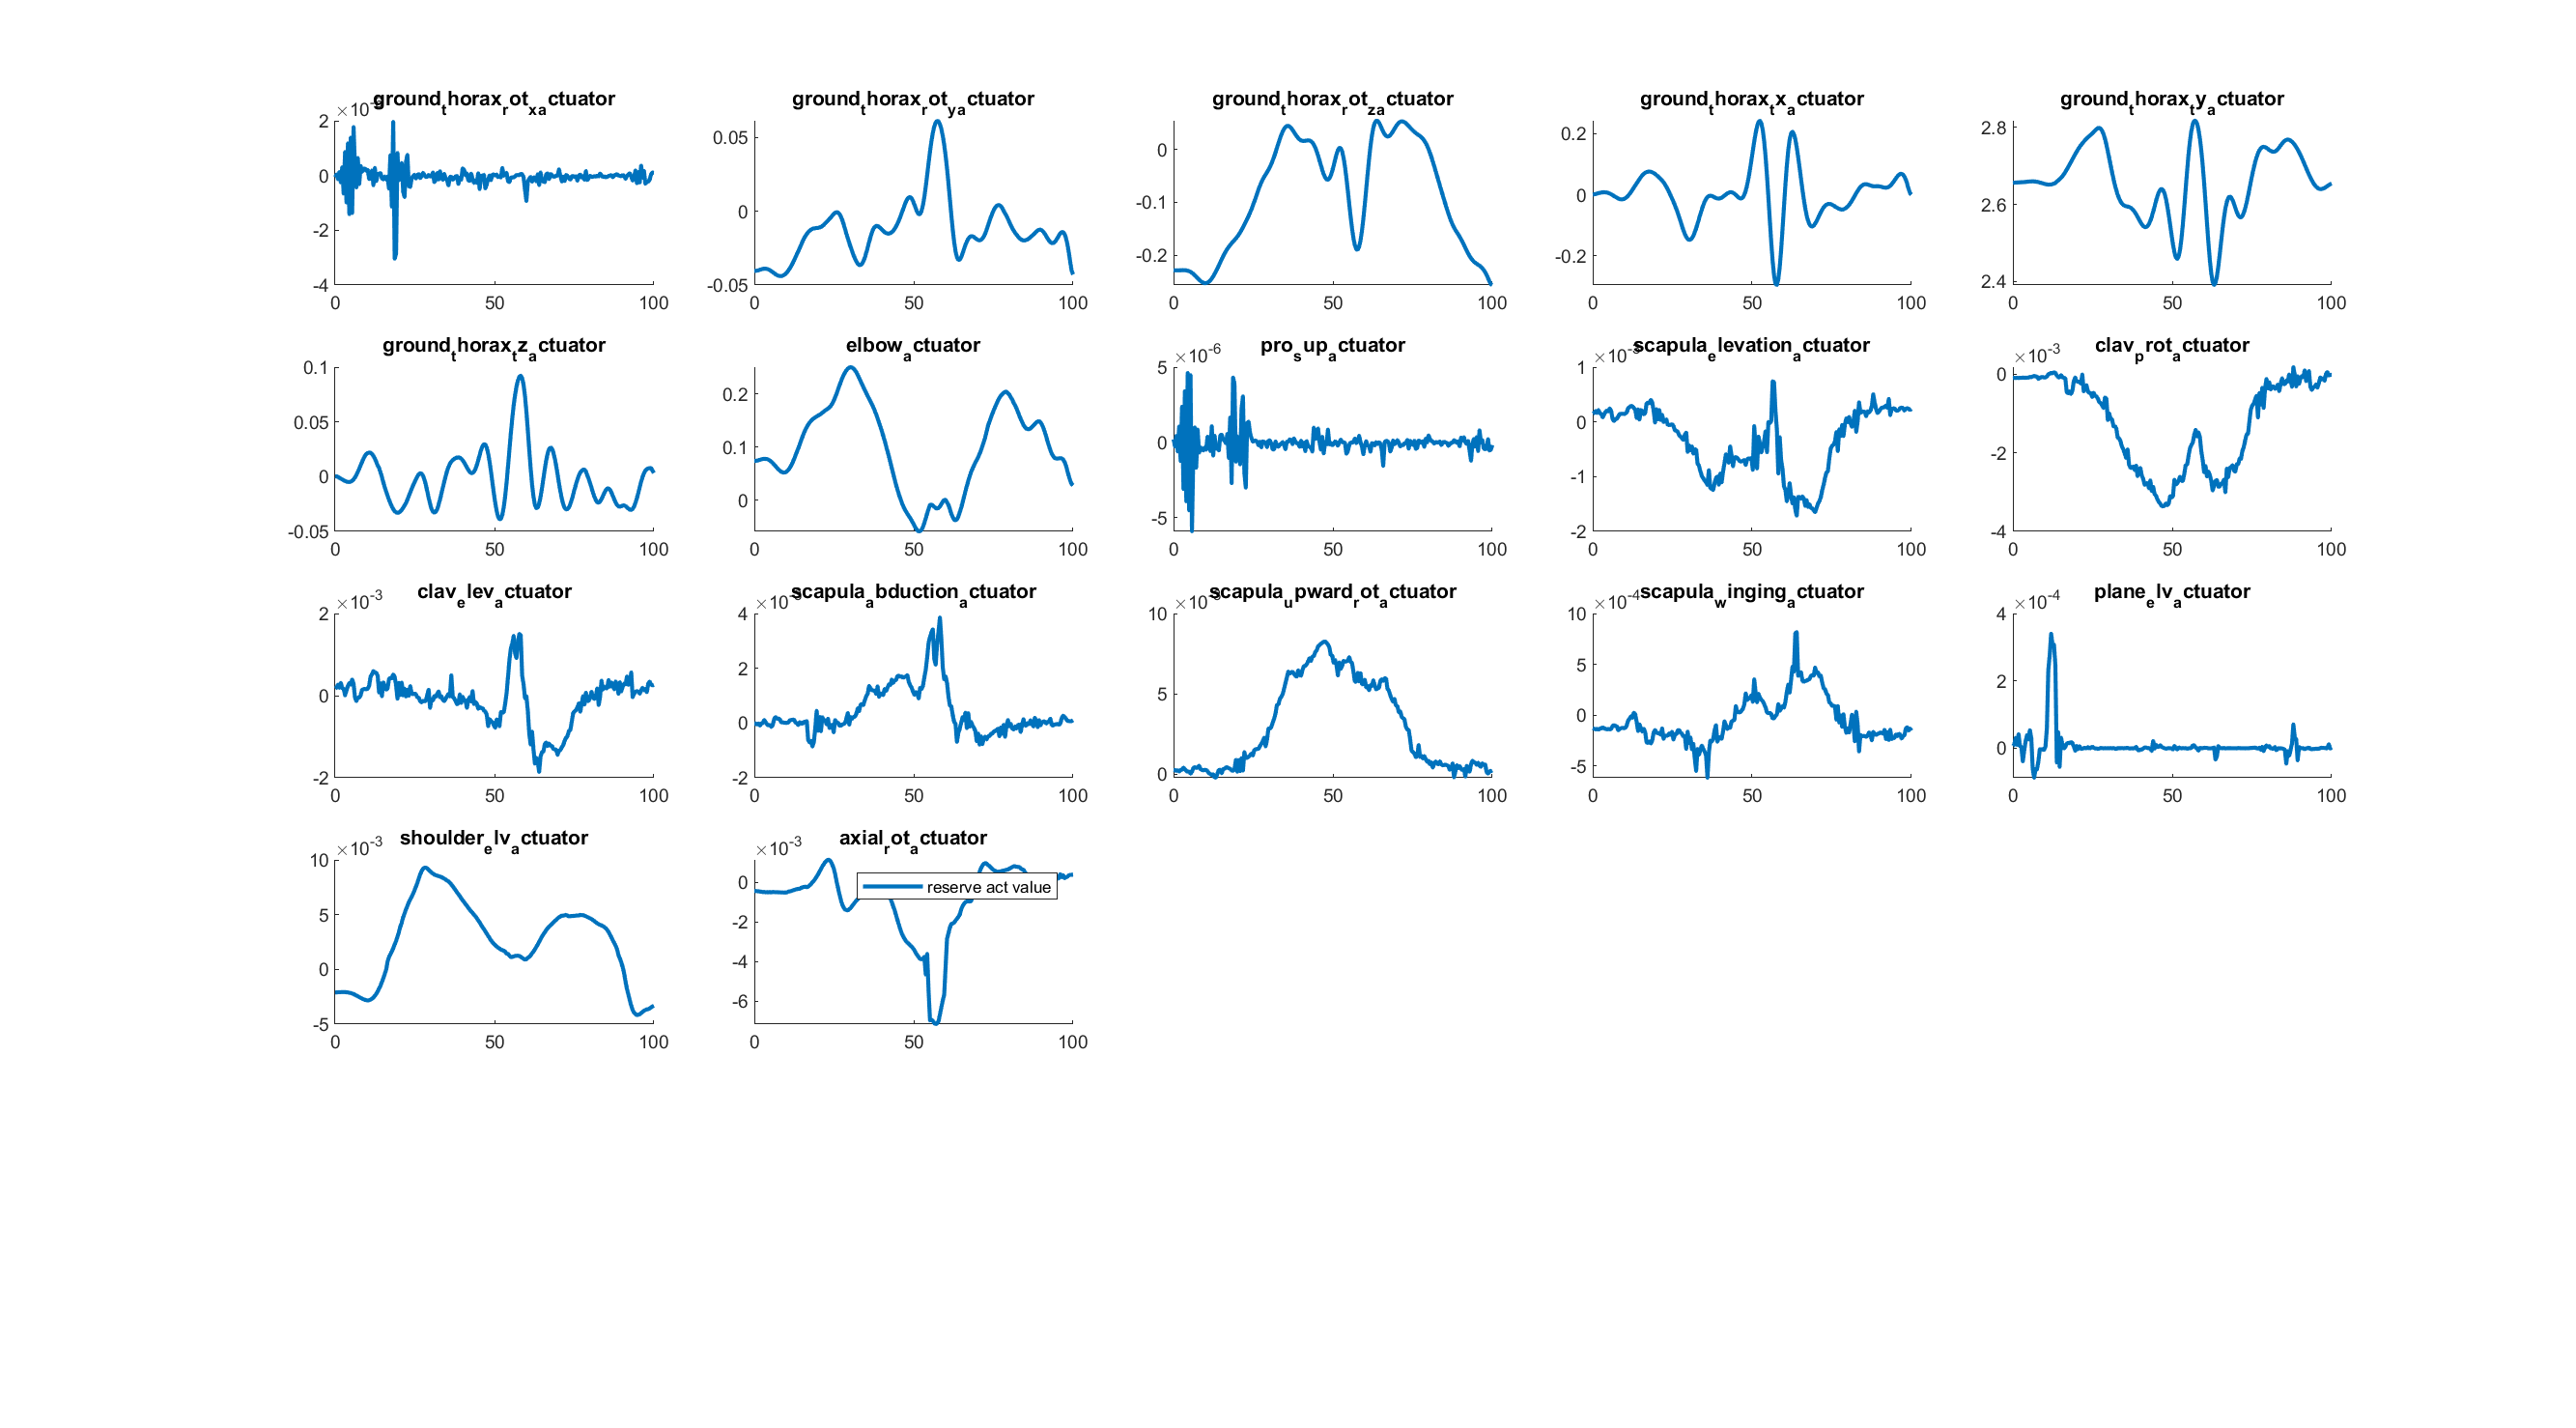 ground_thorax_rot_xa_ctuator
ground_thorax_rot_ya_ctuator
ground_thorax_rot_za_ctuator
ground_thorax_tx_actuator
ground_thorax_ty_actuator
2
0
-2
-4
0 50 100
0.05
0
-0.05
0 50 100
0
-0.1
-0.2
0 50 100
0.2
0
-0.2
0 50 100
2.8
2.6
2.4
0 50 100
ground_thorax_tz_actuator
elbow_actuator
×10-6 pro_sup_actuator
scapula_elevation_actuator
×10-3 clav_prot_actuator
0.1
0.05
0
-0.05
0 50 100
0.2
0.1
0
0 50 100
5
0
-5
0 50 100
1
0
-1
-2
0 50 100
0
-2
-4
0 50 100
×10-3 clav_elev_actuator
scapula_abduction_actuator
scapula_upward_rot_actuator
×10-4 scapula_winging_actuator
×10-4 plane_elv_actuator
2
0
-2
0 50 100
4
2
0
-2
0 50 100
10
5
0
0 50 100
10
5
0
-5
0 50 100
4
2
0
0 50 100
×10-3 shoulder_elv_actuator
×10-3 axial_rot_actuator
10
5
0
-5
0 50 100
0
-2
-4
-6
0 50 100
reserve act value